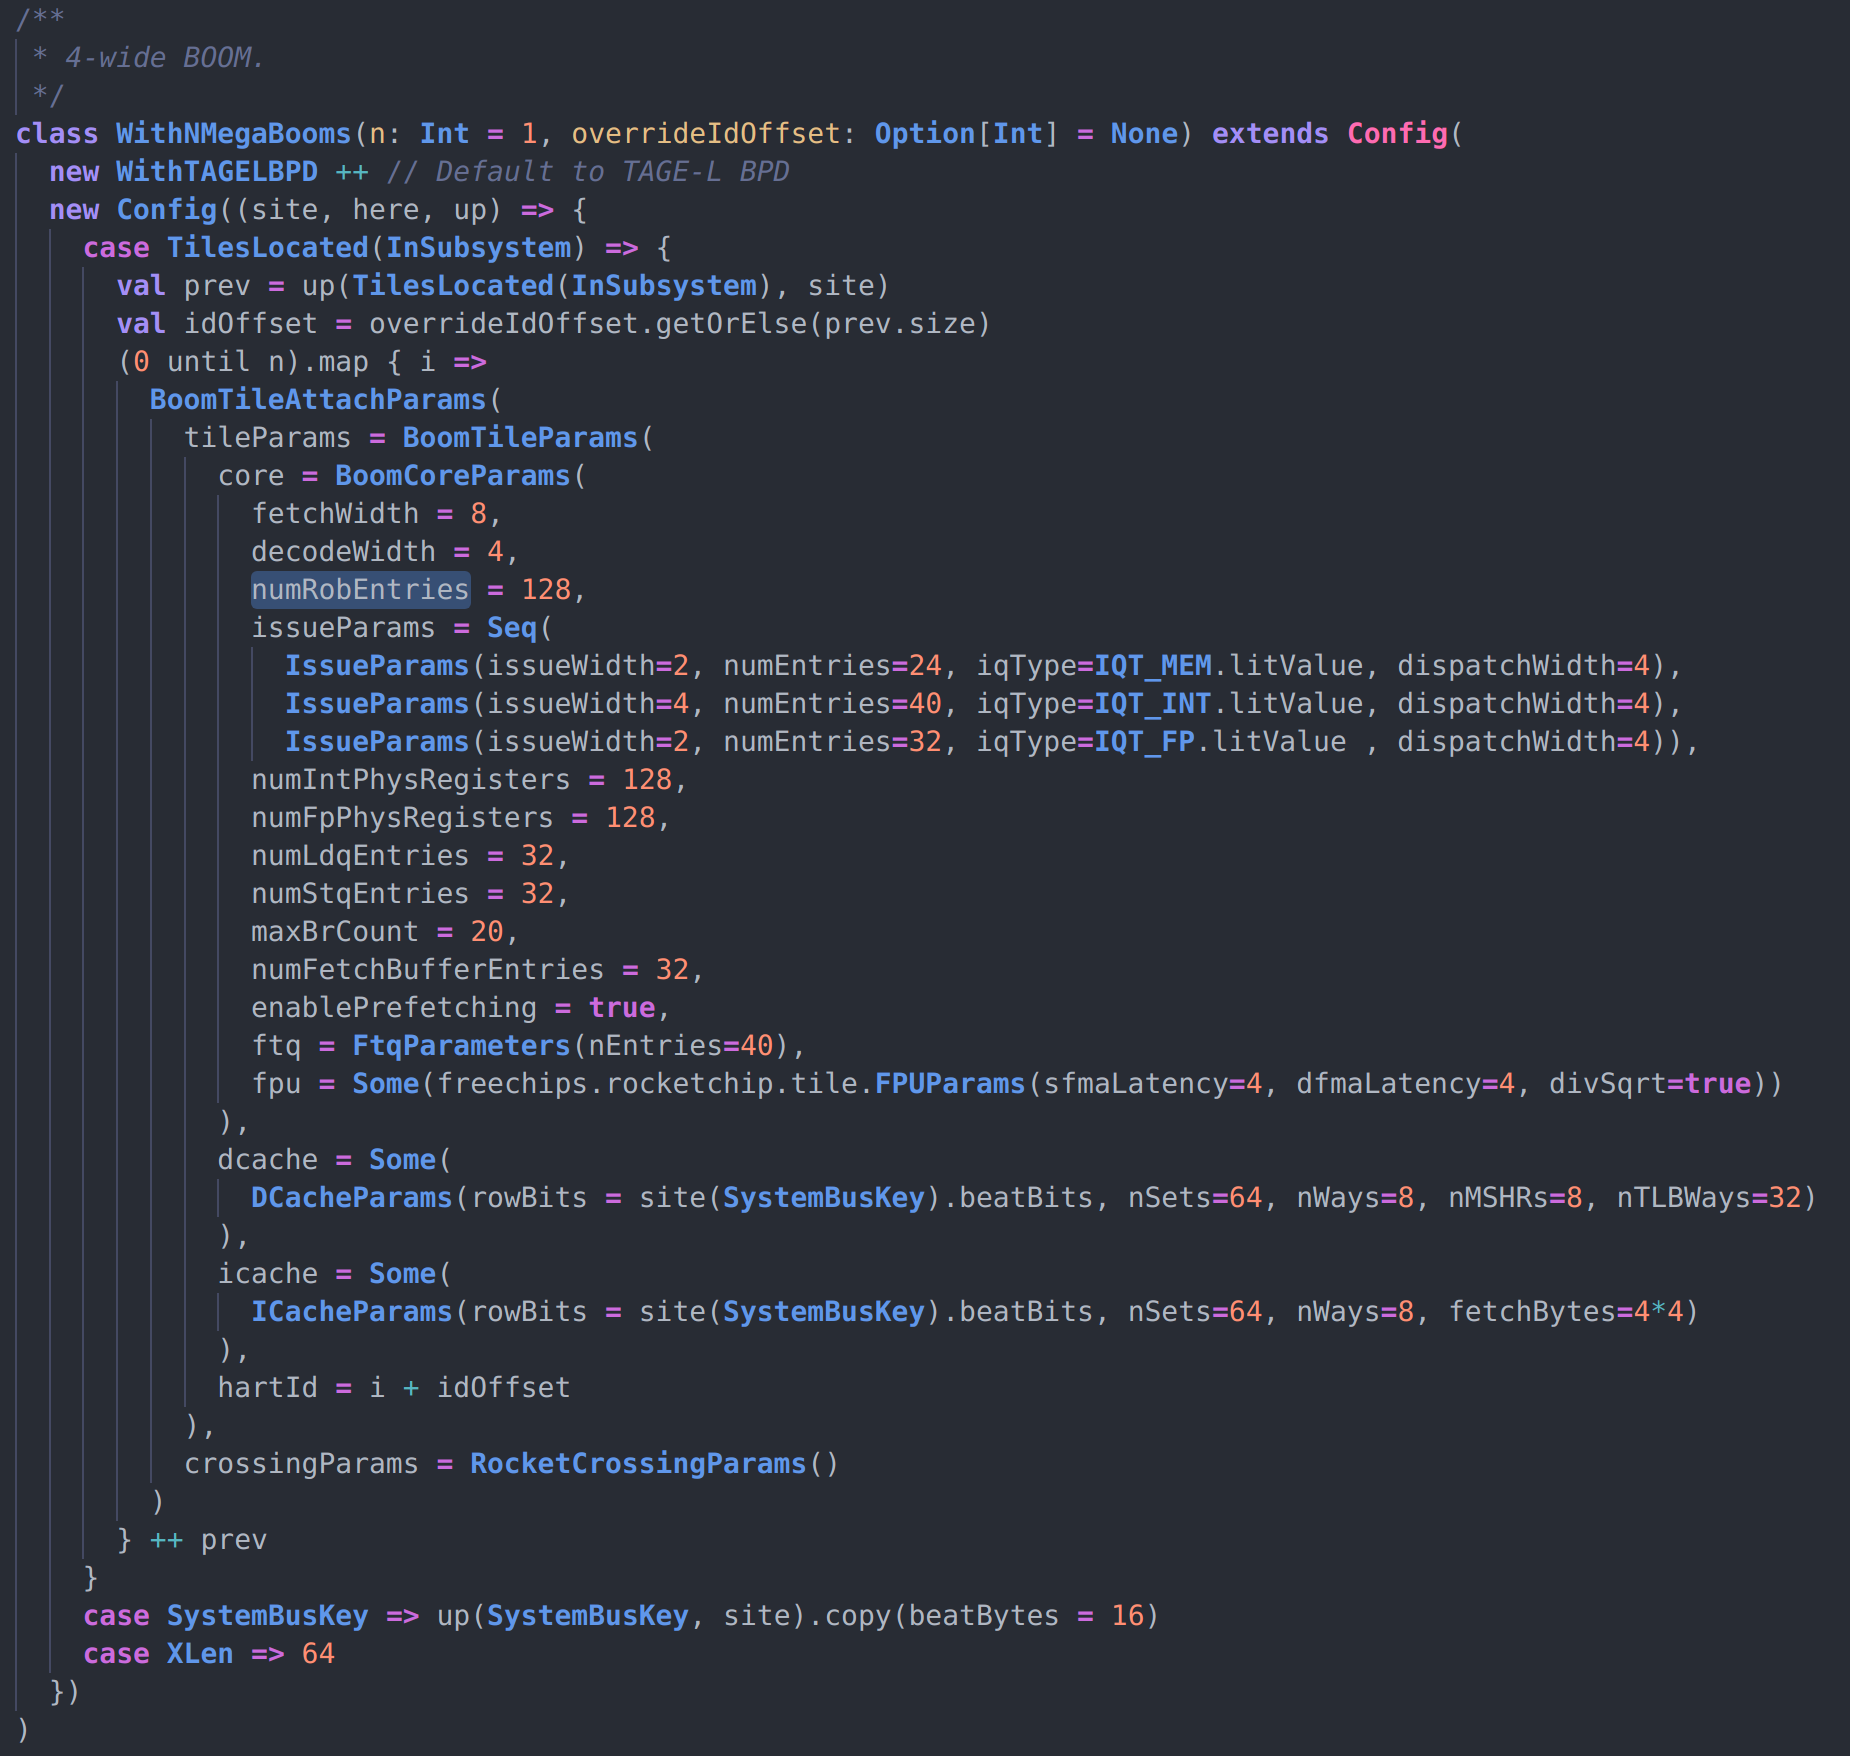 /**
 * 4-wide BOOM.
 */
class WithNMegaBooms(n: Int = 1, overrideIdOffset: Option[Int] = None) extends Config(
  new WithTAGELBPD ++ // Default to TAGE-L BPD
  new Config((site, here, up) => {
    case TilesLocated(InSubsystem) => {
      val prev = up(TilesLocated(InSubsystem), site)
      val idOffset = overrideIdOffset.getOrElse(prev.size)
      (0 until n).map { i =>
        BoomTileAttachParams(
          tileParams = BoomTileParams(
            core = BoomCoreParams(
              fetchWidth = 8,
              decodeWidth = 4,
              numRobEntries = 128,
              issueParams = Seq(
                IssueParams(issueWidth=2, numEntries=24, iqType=IQT_MEM.litValue, dispatchWidth=4),
                IssueParams(issueWidth=4, numEntries=40, iqType=IQT_INT.litValue, dispatchWidth=4),
                IssueParams(issueWidth=2, numEntries=32, iqType=IQT_FP.litValue , dispatchWidth=4)),
              numIntPhysRegisters = 128,
              numFpPhysRegisters = 128,
              numLdqEntries = 32,
              numStqEntries = 32,
              maxBrCount = 20,
              numFetchBufferEntries = 32,
              enablePrefetching = true,
              ftq = FtqParameters(nEntries=40),
              fpu = Some(freechips.rocketchip.tile.FPUParams(sfmaLatency=4, dfmaLatency=4, divSqrt=true))
            ),
            dcache = Some(
              DCacheParams(rowBits = site(SystemBusKey).beatBits, nSets=64, nWays=8, nMSHRs=8, nTLBWays=32)
            ),
            icache = Some(
              ICacheParams(rowBits = site(SystemBusKey).beatBits, nSets=64, nWays=8, fetchBytes=4*4)
            ),
            hartId = i + idOffset
          ),
          crossingParams = RocketCrossingParams()
        )
      } ++ prev
    }
    case SystemBusKey => up(SystemBusKey, site).copy(beatBytes = 16)
    case XLen => 64
  })
)